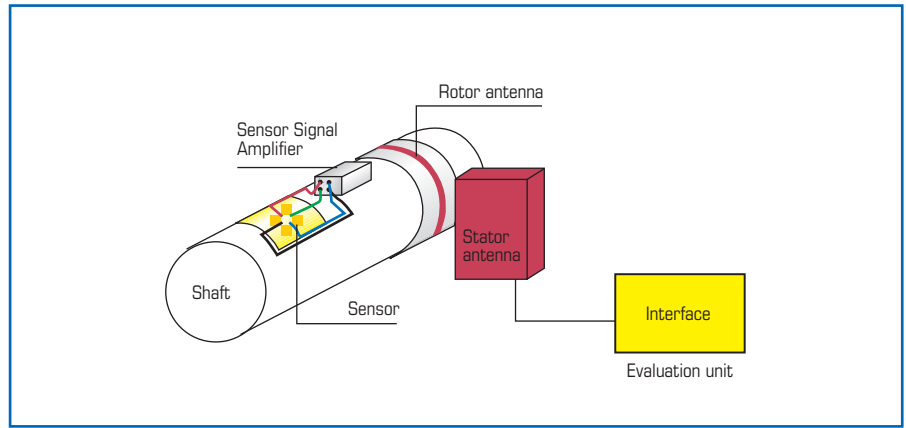 Rotor antenna
Sensor Signal
Amplifier
Stator
antenna
Shaft
Sensor
Interface
Evaluation unit